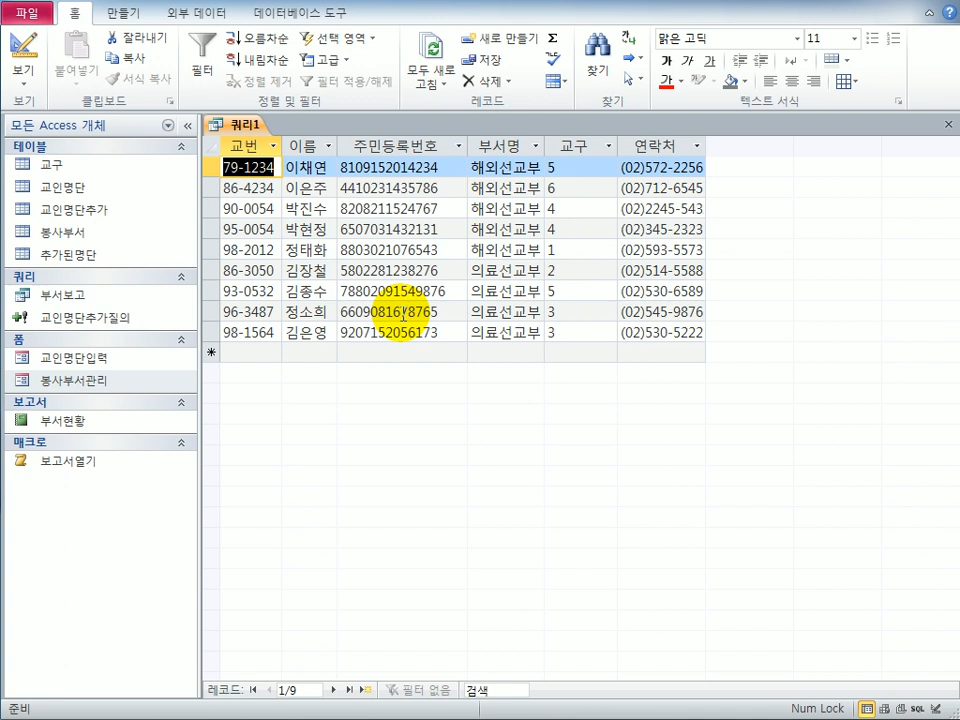 파일 홈 만들기 외부 데이터 데이터베이스 도구
보기 붙여넣기 잘라내기 복사 서식 복사
필터 오름차순 내림차순 정렬 제거 선택 영역 고급 필터 적용/해제
모두 새로 고침 새로 만들기 저장 삭제
찾기 맑은 고딕 11
가 가 가 가
보기 클립보드 정렬 및 필터 레코드 찾기 텍스트 서식
모든 Access 개체
테이블
교구
교인명단
교인명단추가
봉사부서
추가된명단
쿼리
부서보고
교인명단추가질의
폼
교인명단입력
봉사부서관리
보고서
부서현황
매크로
보고서열기
쿼리1
교번 이름 주민등록번호 부서명 교구 연락처
79-1234 이채연 8109152014234 해외선교부 5 (02)572-2256
86-4234 이은주 4410231435786 해외선교부 6 (02)712-6545
90-0054 박진수 8208211524767 해외선교부 4 (02)2245-543
95-0054 박현정 6507031432131 해외선교부 4 (02)345-2323
98-2012 정태화 8803021076543 해외선교부 1 (02)593-5573
86-3050 김장철 5802281238276 의료선교부 2 (02)514-5588
93-0532 김종수 78802091549876 의료선교부 5 (02)530-6589
96-3487 정소희 의료선교부 3 (02)545-9876
98-1564 김은영 9207152056173 의료선교부 3 (02)530-5222
레코드: 1/9 필터 없음 검색
준비 Num Lock SQL